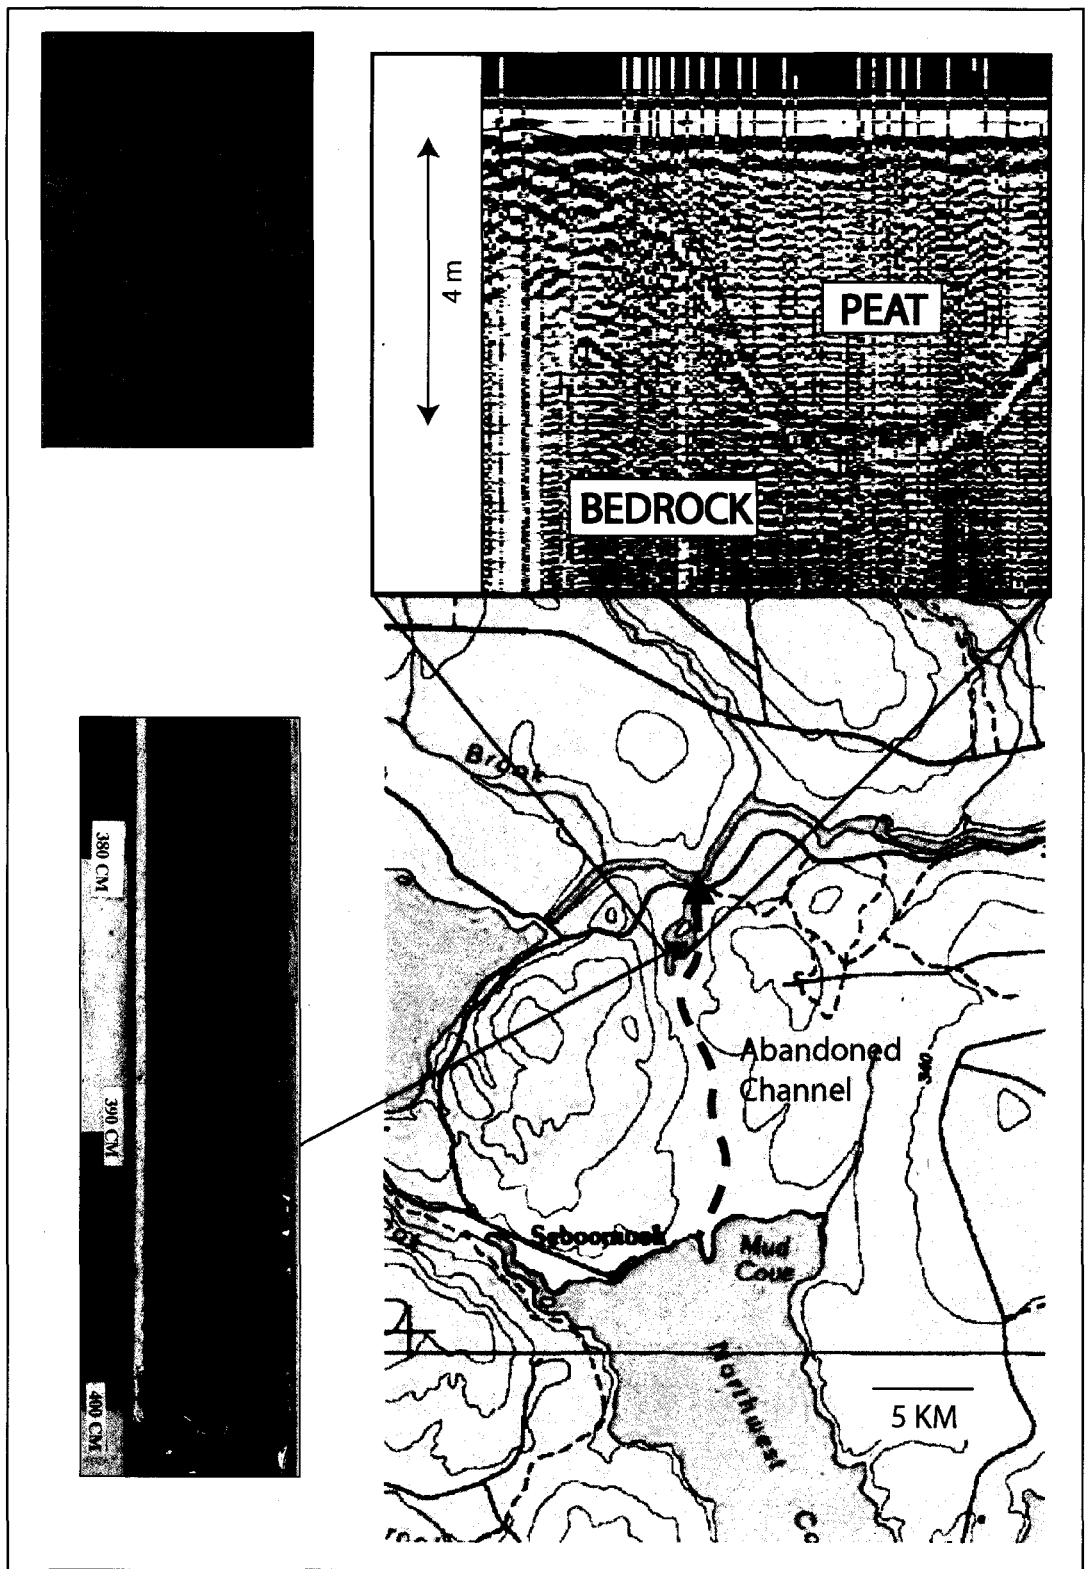 4 m
PEAT
BEDROCK
Brook
380 CM
390 CM
400 CM
Abandoned
Channel
340
Seboomook
Mud
Cove
Northwest
5 KM
Co